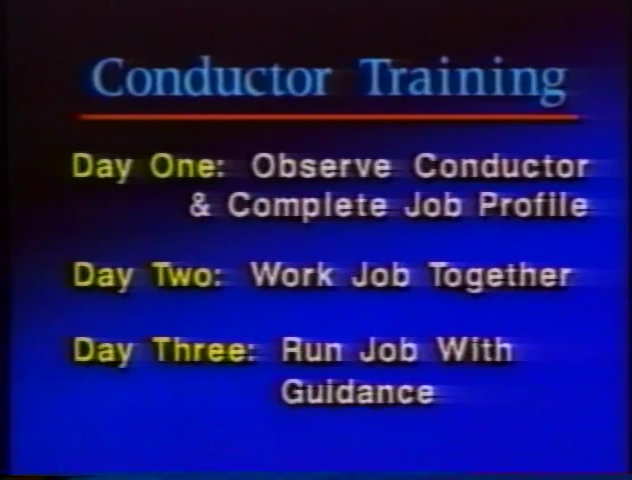 Conductor Training
Day One: Observe Conductor
& Complete Job Profile
Day Two: Work Job Together
Day Three: Run Job With
Guidance